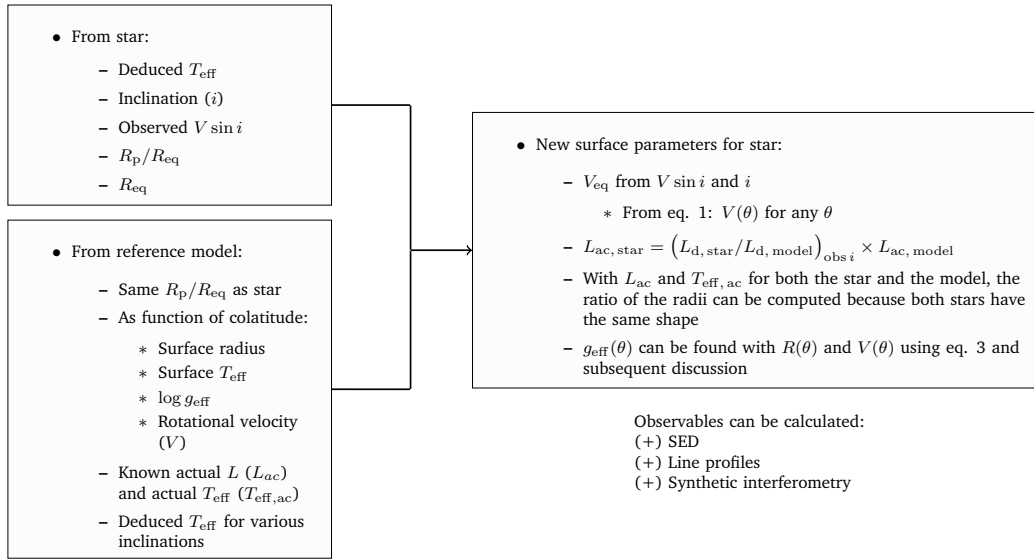 • From star:
– Deduced T_eff
– Inclination (i)
– Observed V sin i
– R_p/R_eq
– R_eq
• From reference model:
– Same R_p/R_eq as star
– As function of colatitude:
∗ Surface radius
∗ Surface T_eff
∗ log g_eff
∗ Rotational velocity
(V)
– Known actual L (L_ac)
and actual T_eff (T_eff,ac)
– Deduced T_eff for various
inclinations
• New surface parameters for star:
– V_eq from V sin i and i
∗ From eq. 1: V(θ) for any θ
– L_ac, star = (L_d, star/L_d, model)_obs i × L_ac, model
– With L_ac and T_eff, ac for both the star and the model, the
ratio of the radii can be computed because both stars have
the same shape
– g_eff(θ) can be found with R(θ) and V(θ) using eq. 3 and
subsequent discussion
Observables can be calculated:
(+) SED
(+) Line profiles
(+) Synthetic interferometry